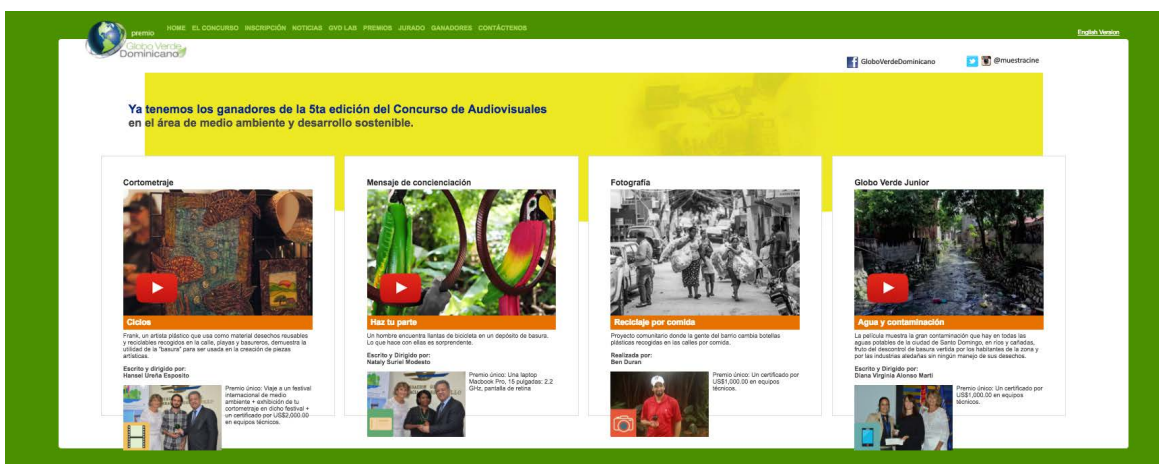 HOME EL CONCURSO INSCRIPCIÓN NOTICIAS GVD LAB PREMIOS JURADO GANADORES CONTÁCTENOS
English Version
premio
Globo Verde
Dominicano
GloboVerdeDominicano
@muestracine
Ya tenemos los ganadores de la 5ta edición del Concurso de Audiovisuales
en el área de medio ambiente y desarrollo sostenible.
Cortometraje
Ciclos
Frank, un artista plástico que usa como material desechos reusables
y reciclables recogidos en la calle, playas y basureros, demuestra la
utilidad de la "basura" para ser usada en la creación de piezas
artísticas.
Escrito y dirigido por:
Hansel Ureña Esposito
Premio único: Viaje a un festival
internacional de medio
ambiente + exhibición de tu
cortometraje en dicho festival +
un certificado por US$2,000.00
en equipos técnicos.
Mensaje de concienciación
Haz tu parte
Un hombre encuentra llantas de bicicleta en un depósito de basura.
Lo que hace con ellas es sorprendente.
Escrito y Dirigido por:
Nataly Suriel Modesto
Premio único: Una laptop
Macbook Pro, 15 pulgadas: 2,2
GHz, pantalla de retina
Fotografía
Reciclaje por comida
Proyecto comunitario donde la gente del barrio cambia botellas
plásticas recogidas en las calles por comida.
Realizada por:
Ben Duran
Premio único: Un certificado por
US$1,000.00 en equipos
técnicos.
Globo Verde Junior
Agua y contaminación
La película muestra la gran contaminación que hay en todas las
aguas potables de la ciudad de Santo Domingo, en ríos y cañadas,
fruto del descontrol de basura vertida por los habitantes de la zona y
por las industrias aledañas sin ningún manejo de sus desechos.
Escrito y Dirigido por:
Diana Virginia Alonso Martí
Premio único: Un certificado por
US$1,000.00 en equipos
técnicos.